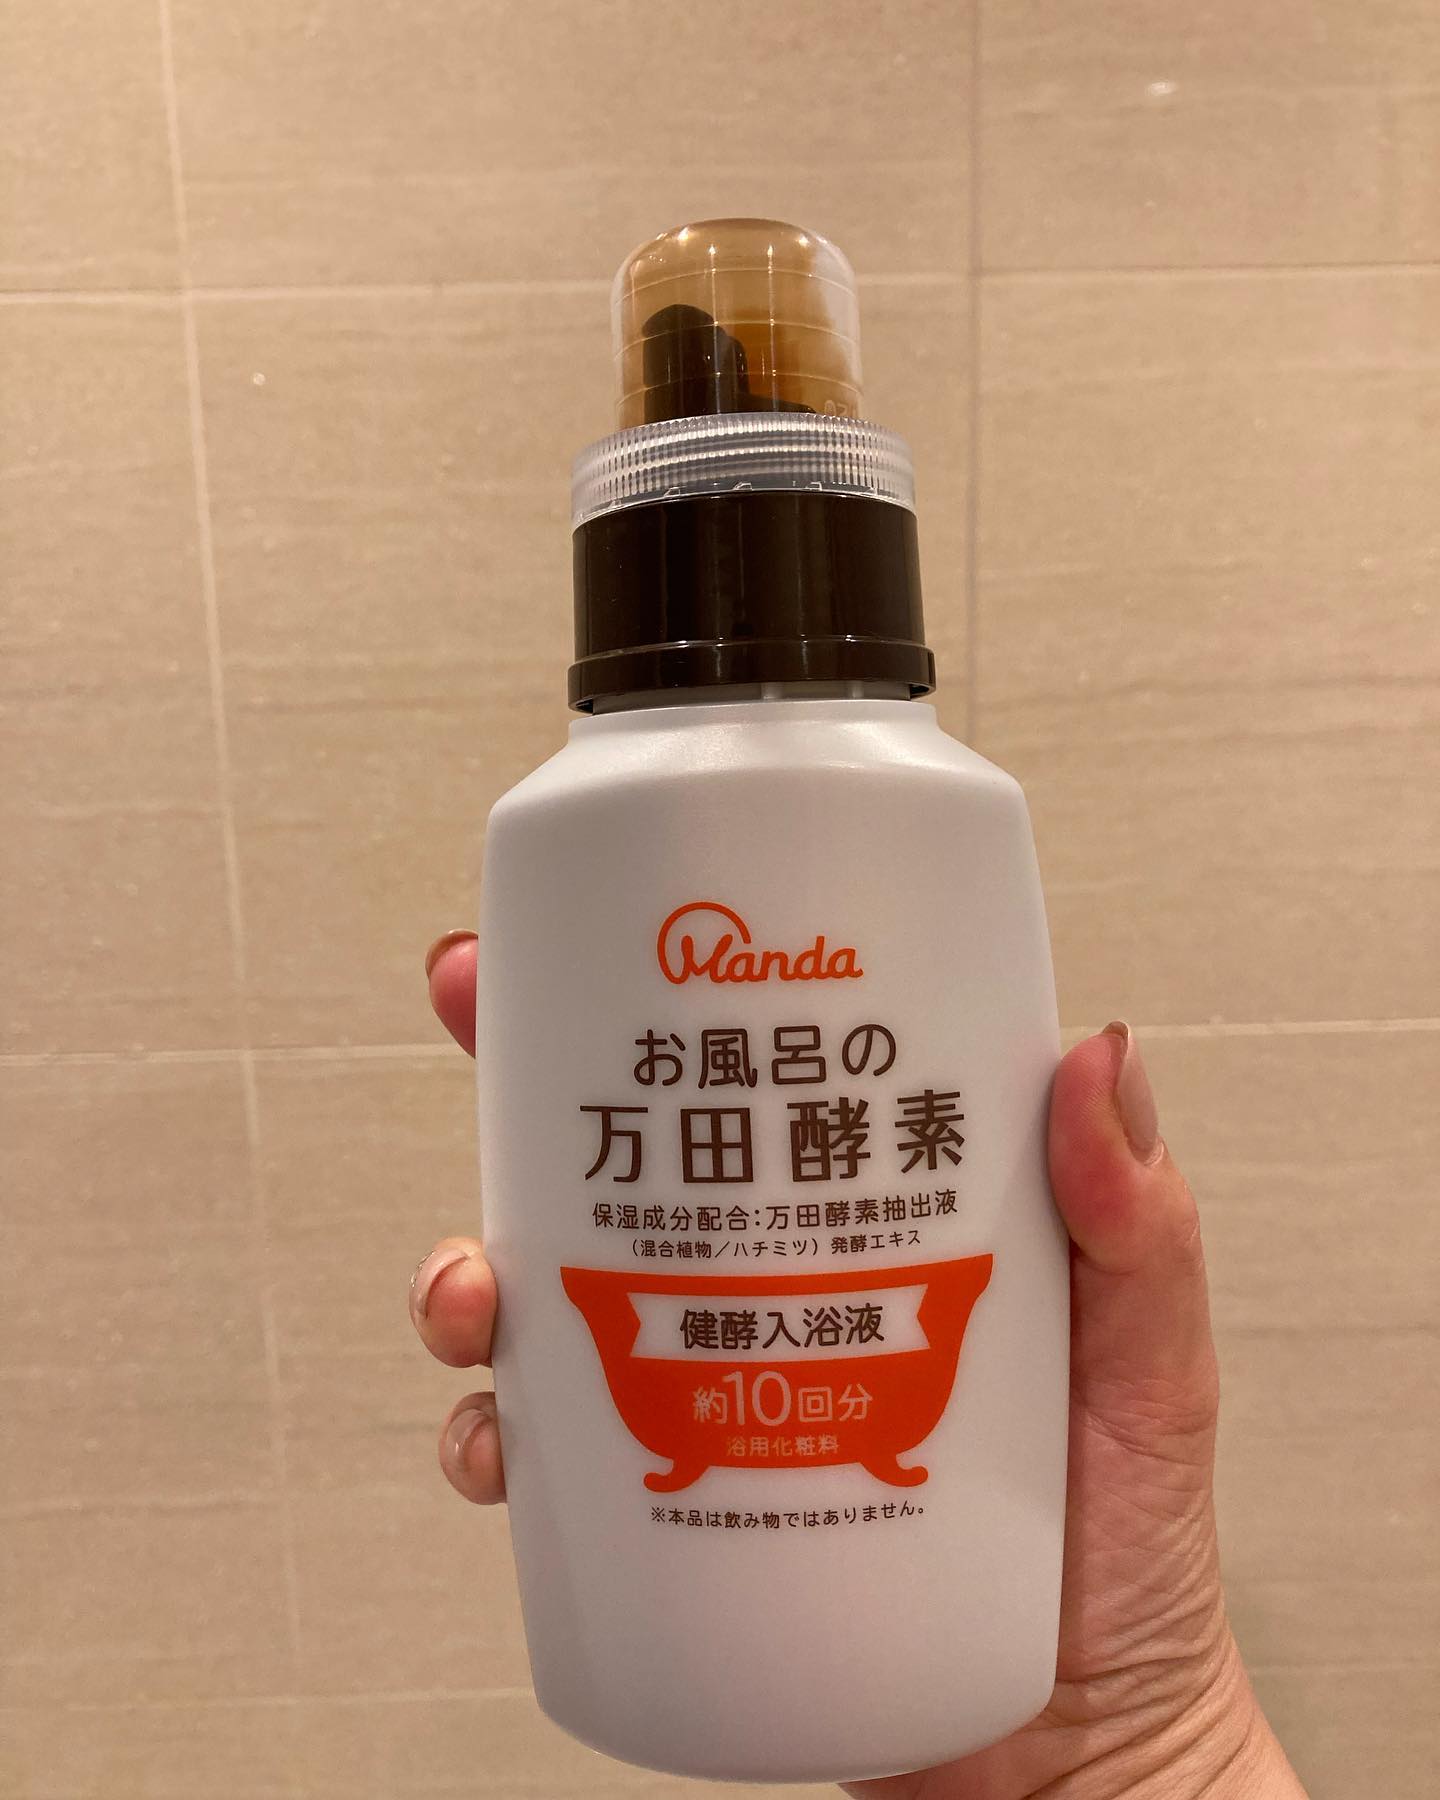 Manda
お風呂の
万田酵素
保湿成分配合：万田酵素抽出液
（混合植物／ハチミツ）発酵エキス
健酵入浴液
約10回分
浴用化粧料
※本品は飲み物ではありません。